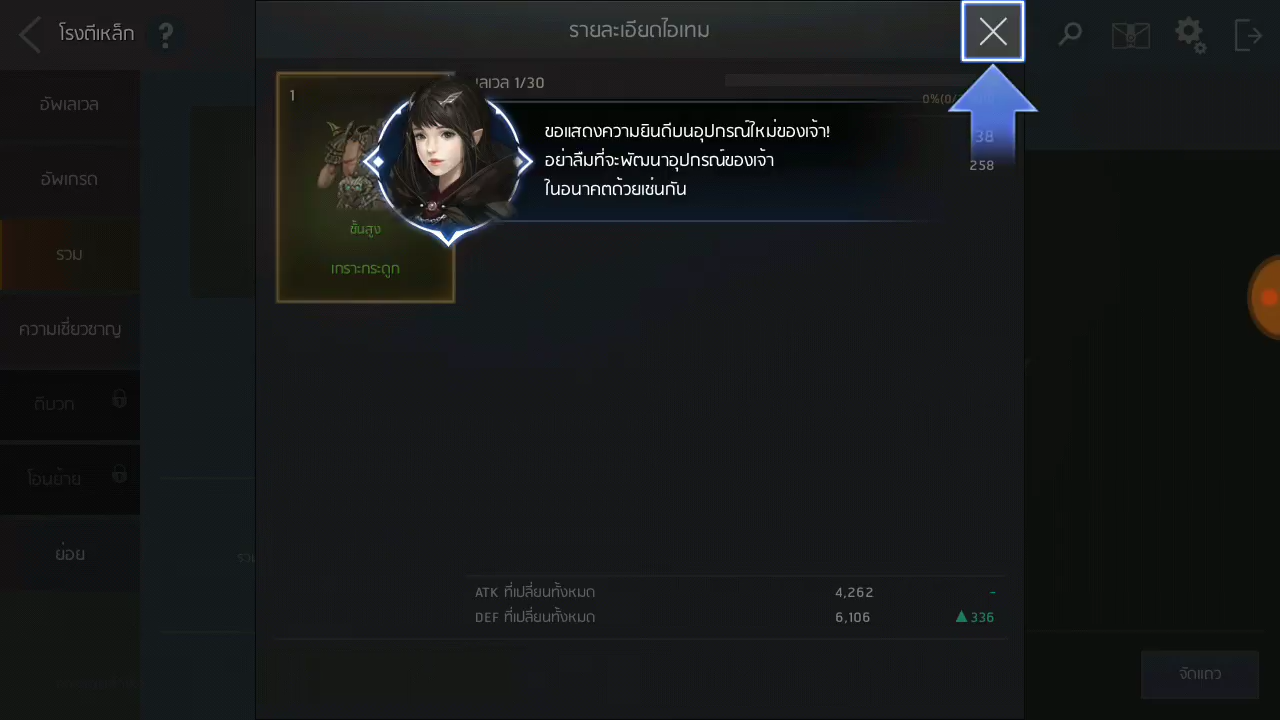 โรงตีเหล็ก
?
รายละเอียดไอเทม
อัพเลเวล
อัพเกรด
รวม
ความเชี่ยวชาญ
ตีบวก
โอนย้าย
ย่อย
1
เลเวล 1/30
ขอแสดงความยินดีบนอุปกรณ์ใหม่ของเจ้า!
อย่าลืมที่จะพัฒนาอุปกรณ์ของเจ้า
ในอนาคตด้วยเช่นกัน
38
258
ชั้นสูง
เกราะกระดูก
ATK ที่เปลี่ยนทั้งหมด 4,262 -
DEF ที่เปลี่ยนทั้งหมด 6,106 ▲336
จัดแถว